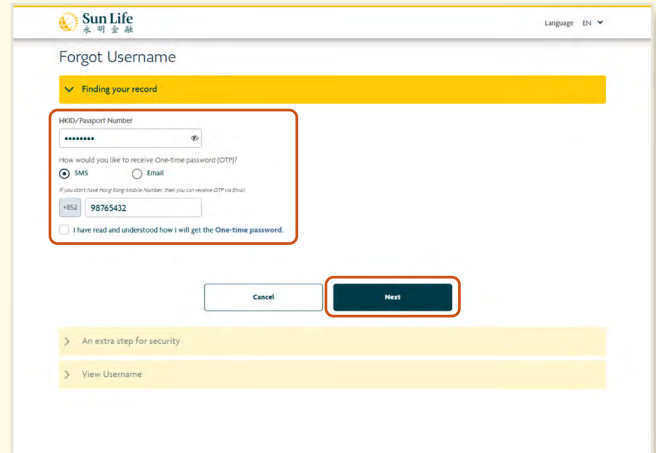 Sun Life
永明金融
Language EN
Forgot Username
Finding your record
HKID/Passport Number
••••••••
How would you like to receive One-time password (OTP)?
SMS Email
If you don't have Hong Kong Mobile Number, then you can receive OTP via Email.
+852 98765432
I have read and understood how I will get the One-time password.
Cancel Next
An extra step for security
View Username